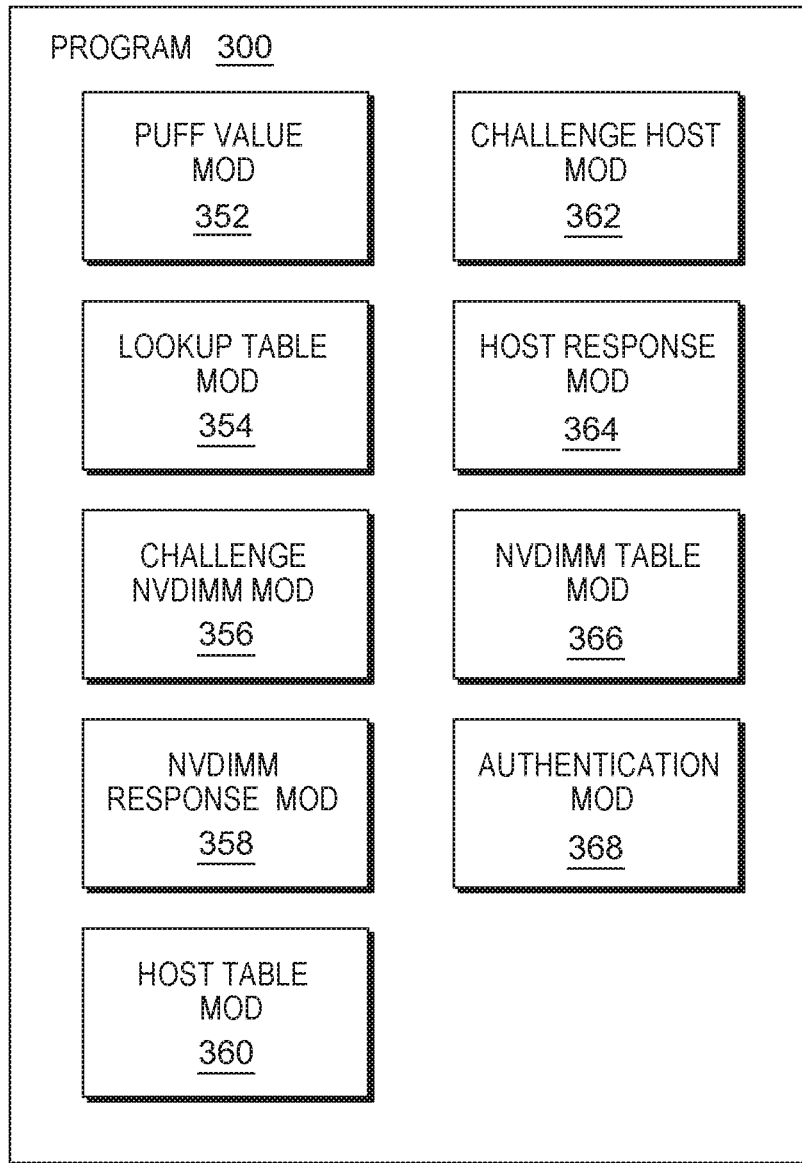 PROGRAM 300
PUFF VALUE
MOD
352
LOOKUP TABLE
MOD
354
CHALLENGE
NVDIMM MOD
356
NVDIMM
RESPONSE MOD
358
HOST TABLE
MOD
360
CHALLENGE HOST
MOD
362
HOST RESPONSE
MOD
364
NVDIMM TABLE
MOD
366
AUTHENTICATION
MOD
368